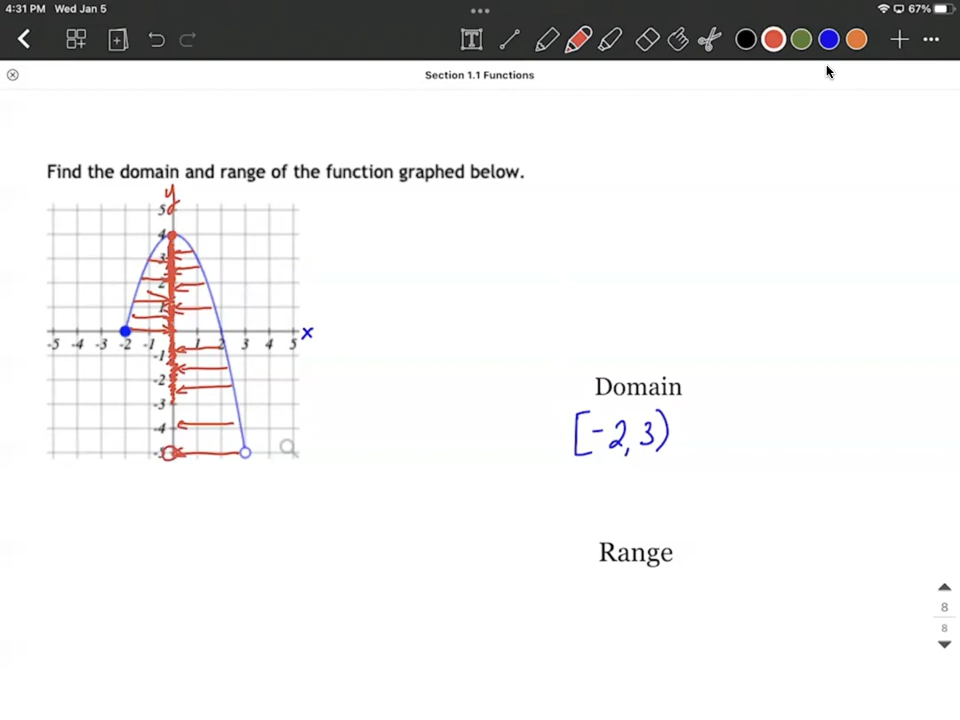 4:31 PM Wed Jan 5
67%
Section 1.1 Functions
Find the domain and range of the function graphed below.
y
5
4
3
2
1
-5 -4 -3 -2 -1 1 2 3 4 5 x
-1
-2
-3
-4
-5
Domain
[-2, 3)
Range
8
8